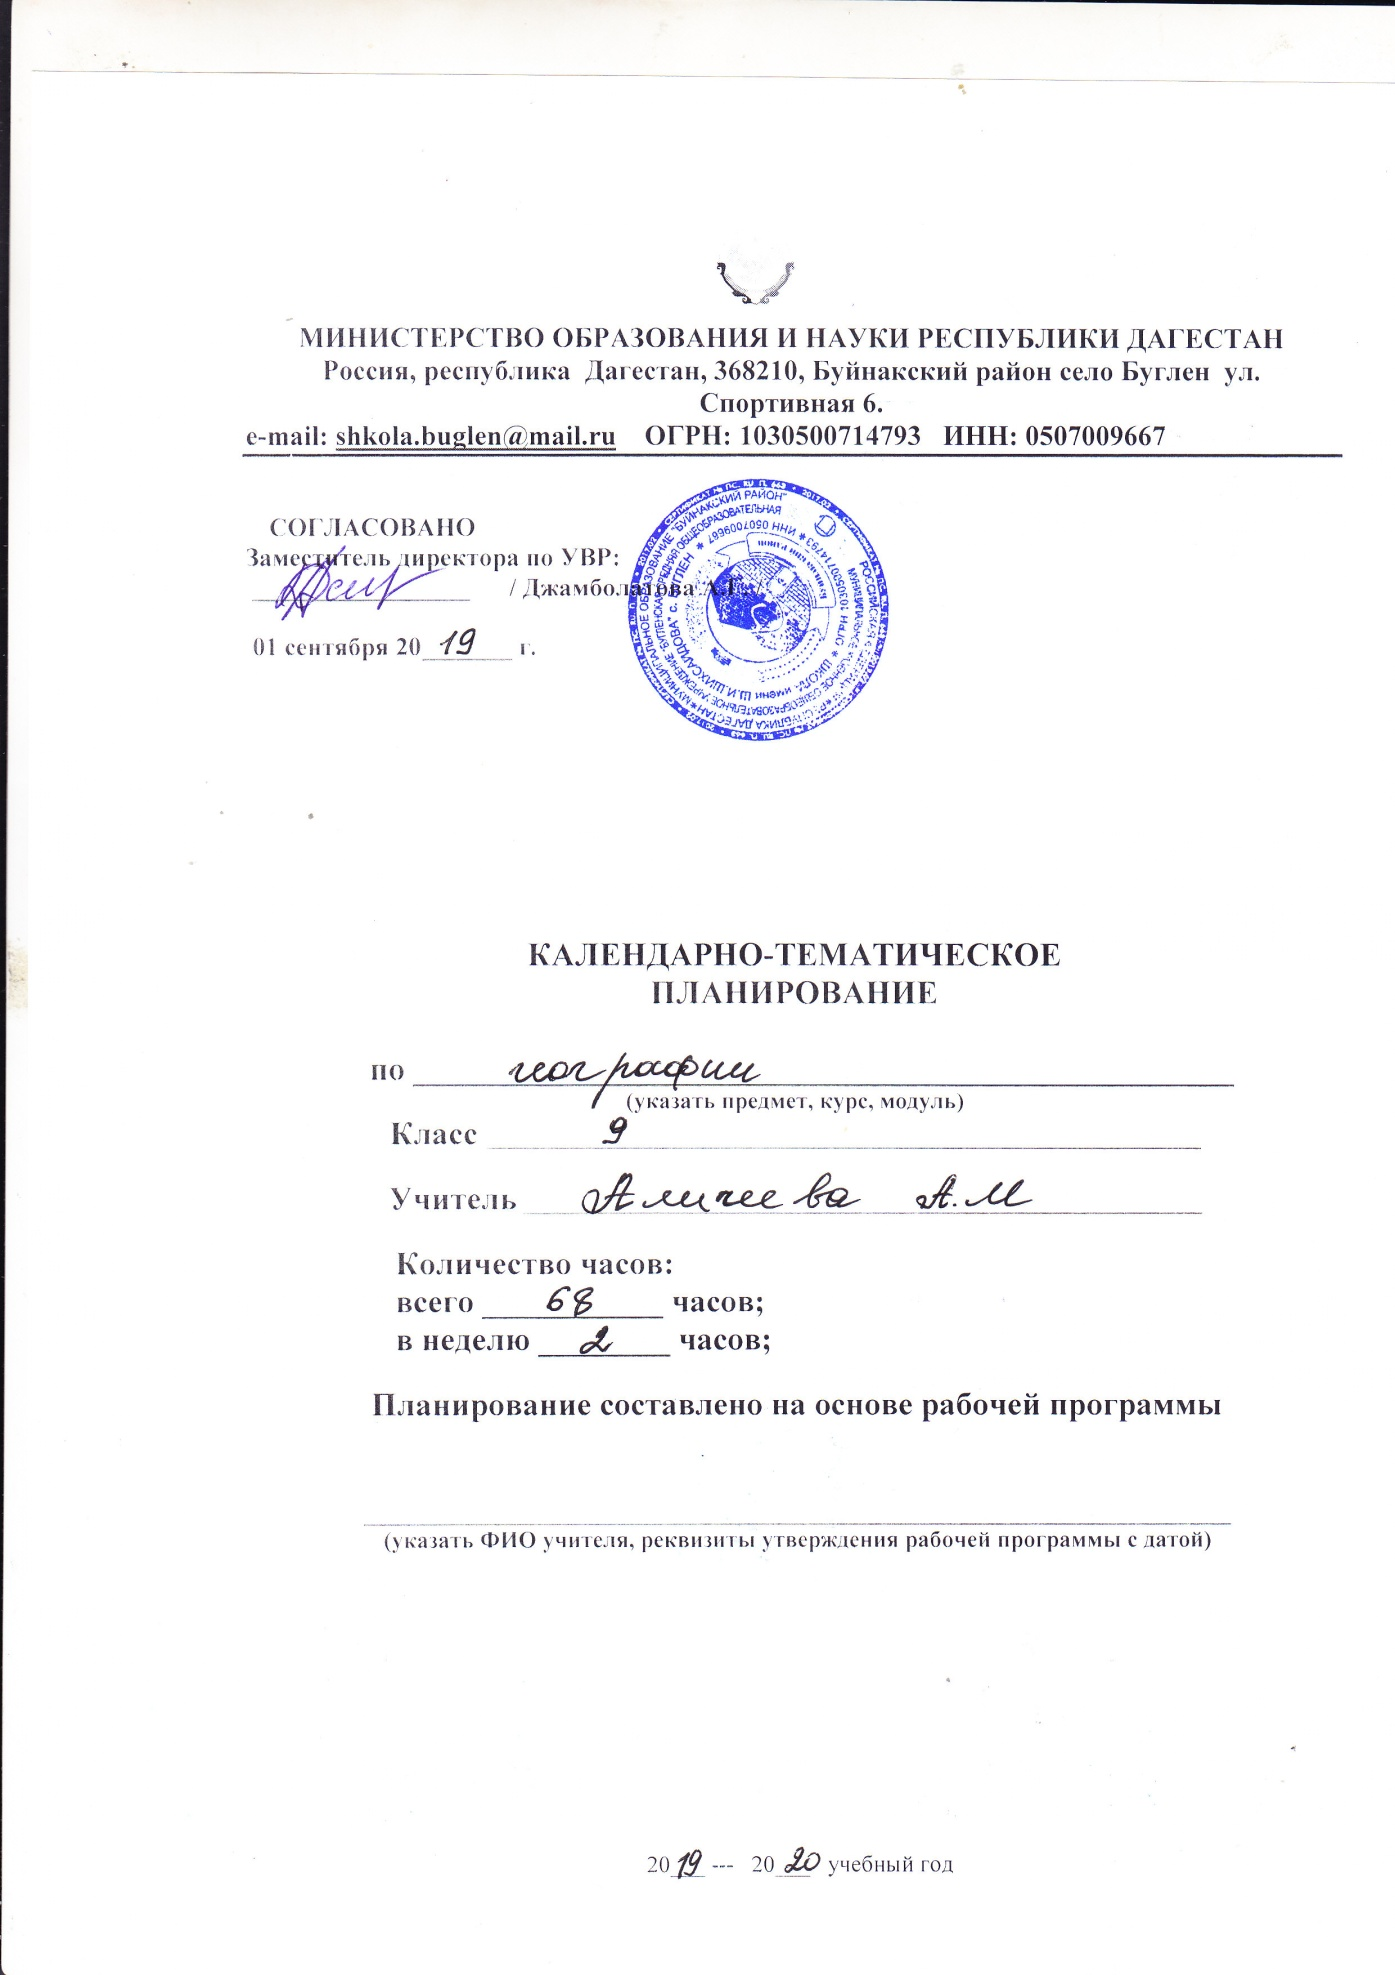 МИНИСТЕРСТВО ОБРАЗОВАНИЯ И НАУКИ РЕСПУБЛИКИ ДАГЕСТАН
Россия, республика Дагестан, 368210, Буйнакский район село Буглен ул.
Спортивная 6.
e-mail: shkola.buglen@mail.ru ОГРН: 1030500714793 ИНН: 0507009667
СОГЛАСОВАНО
Заместитель директора по УВР:
/ Джамболатова А.Г. /
01 сентября 2019 г.
КАЛЕНДАРНО-ТЕМАТИЧЕСКОЕ
ПЛАНИРОВАНИЕ
по географии
(указать предмет, курс, модуль)
Класс 9
Учитель Аличеева А.М
Количество часов:
всего 68 часов;
в неделю 2 часов;
Планирование составлено на основе рабочей программы
(указать ФИО учителя, реквизиты утверждения рабочей программы с датой)
2019 --- 2020 учебный год